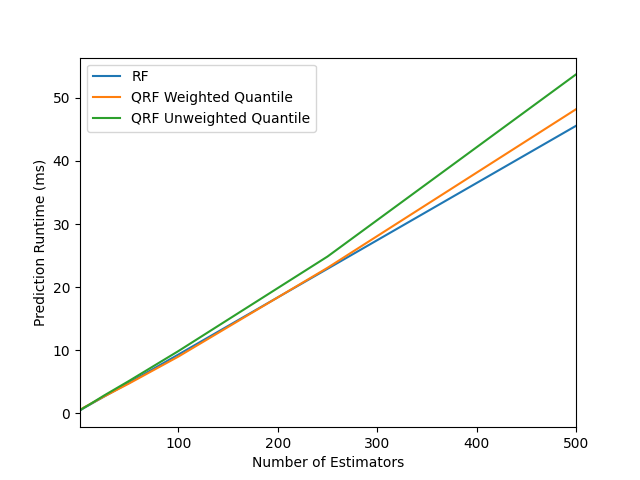 RF
QRF Weighted Quantile
QRF Unweighted Quantile
50
40
30
20
10
0
Prediction Runtime (ms)
100
200
300
400
500
Number of Estimators